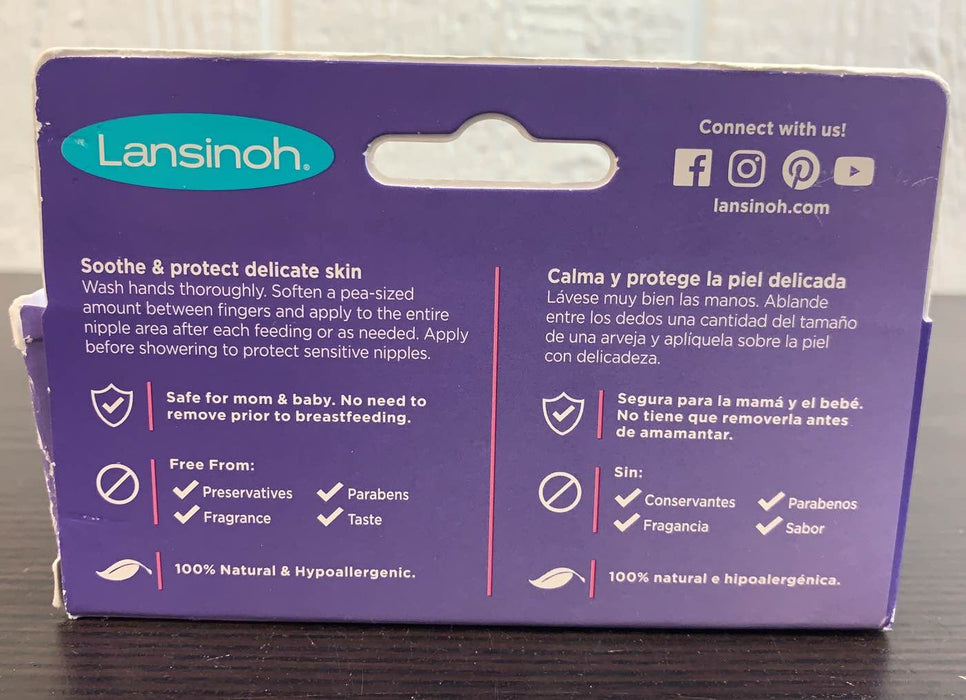 Lansinoh®
Connect with us!
lansinoh.com
Soothe & protect delicate skin
Wash hands thoroughly. Soften a pea-sized
amount between fingers and apply to the entire
nipple area after each feeding or as needed. Apply
before showering to protect sensitive nipples.
Safe for mom & baby. No need to
remove prior to breastfeeding.
Free From:
Preservatives
Parabens
Fragrance
Taste
100% Natural & Hypoallergenic.
Calma y protege la piel delicada
Lávese muy bien las manos. Ablande
entre los dedos una cantidad del tamaño
de una arveja y aplíquela sobre la piel
con delicadeza.
Segura para la mamá y el bebé.
No tiene que removerla antes
de amamantar.
Sin:
Conservantes
Parabenos
Fragancia
Sabor
100% natural e hipoalergénica.